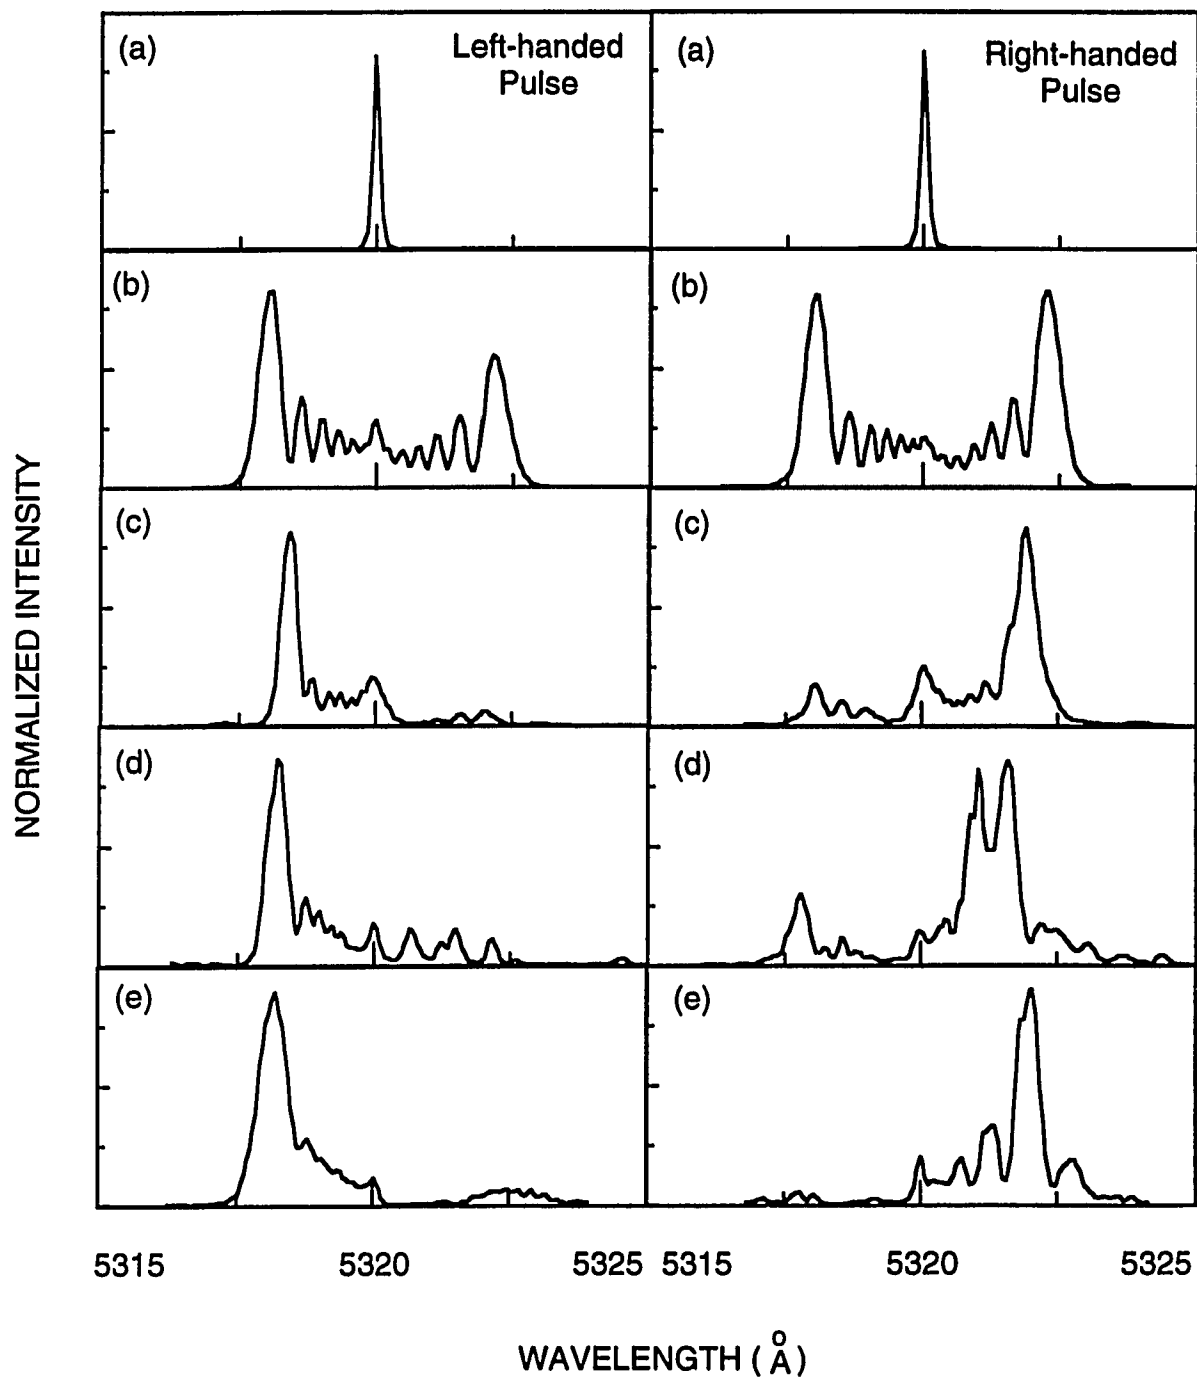 (a) Left-handed Pulse
(a) Right-handed Pulse
(b)
(b)
(c)
(c)
(d)
(d)
(e)
(e)
NORMALIZED INTENSITY
5315 5320 5325 5315 5320 5325
WAVELENGTH (Å)